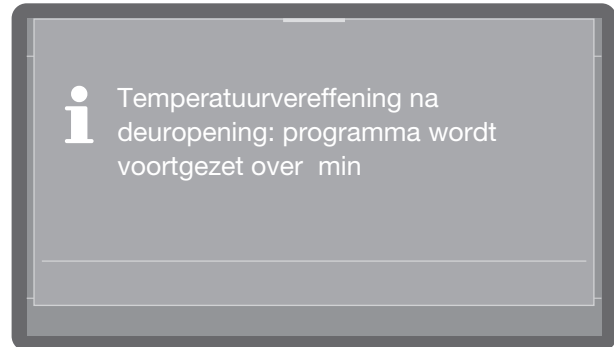 Temperatuurvereffening na
deuropening: programma wordt
voortgezet over  min